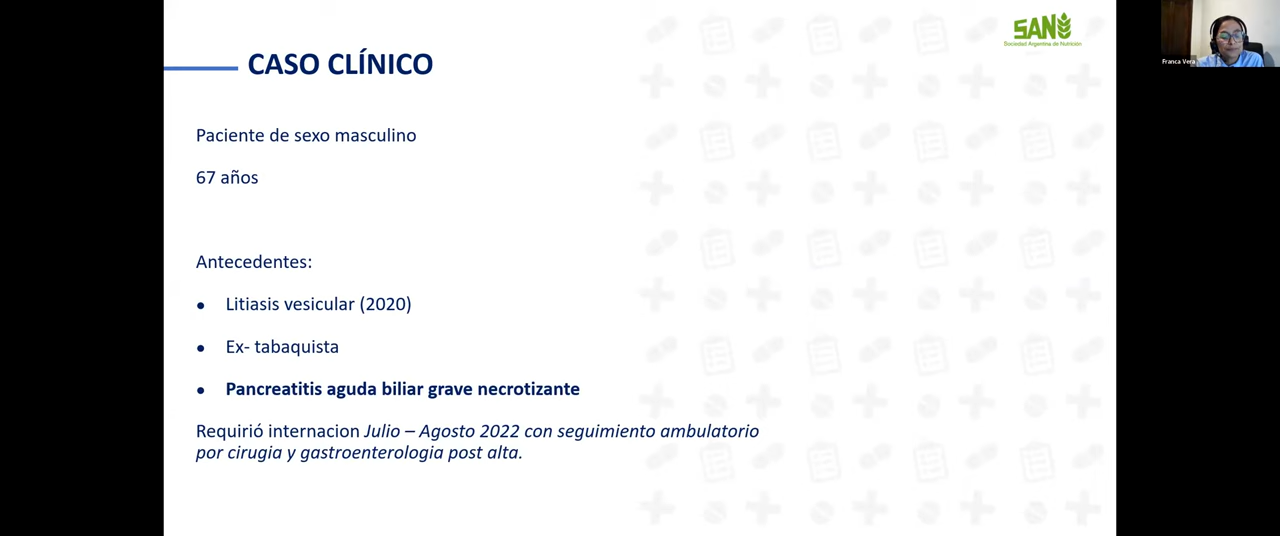 SAN
Sociedad Argentina de Nutrición
Franca Vera
CASO CLÍNICO
Paciente de sexo masculino
67 años
Antecedentes:
● Litiasis vesicular (2020)
● Ex- tabaquista
● Pancreatitis aguda biliar grave necrotizante
Requirió internacion Julio – Agosto 2022 con seguimiento ambulatorio
por cirugia y gastroenterologia post alta.